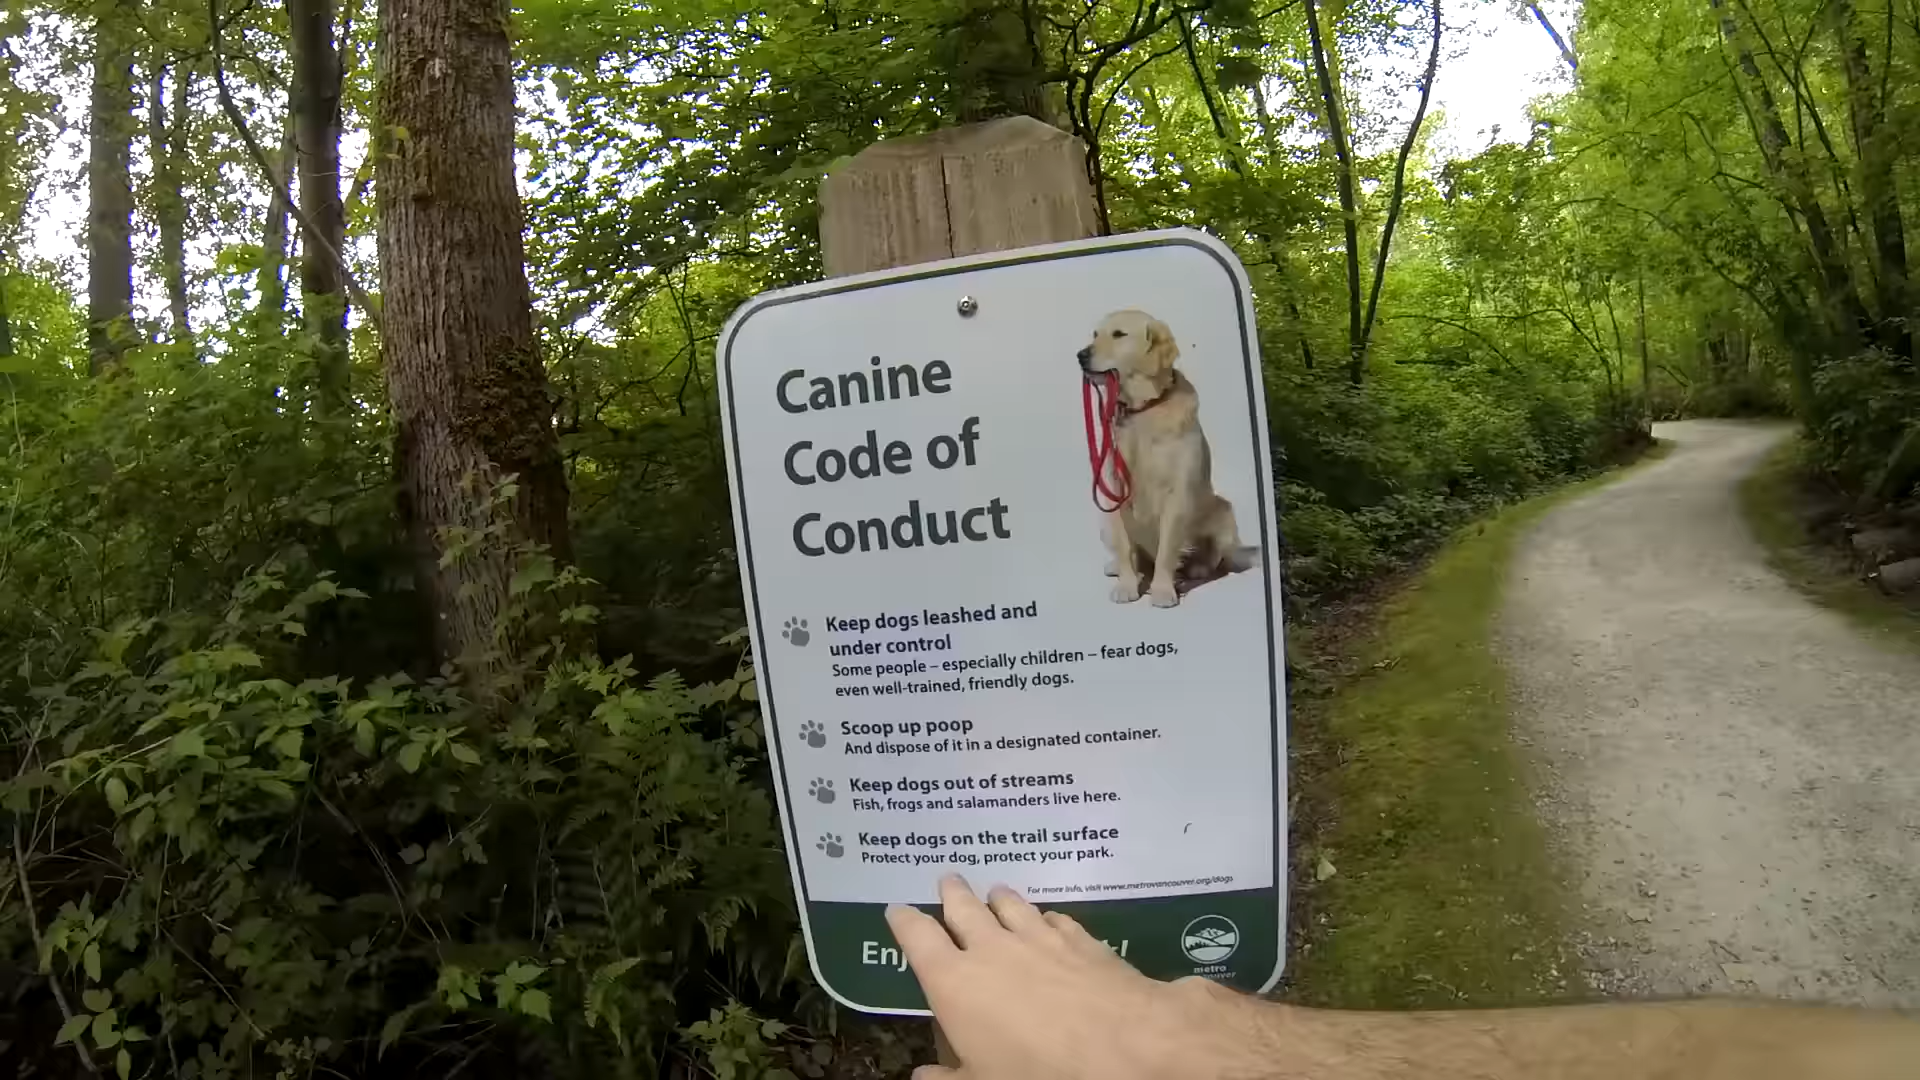 Canine
Code of
Conduct
Keep dogs leashed and
under control
Some people – especially children – fear dogs,
even well-trained, friendly dogs.
Scoop up poop
And dispose of it in a designated container.
Keep dogs out of streams
Fish, frogs and salamanders live here.
Keep dogs on the trail surface
Protect your dog, protect your park.
For more info, visit www.metrovancouver.org/dogs
metro